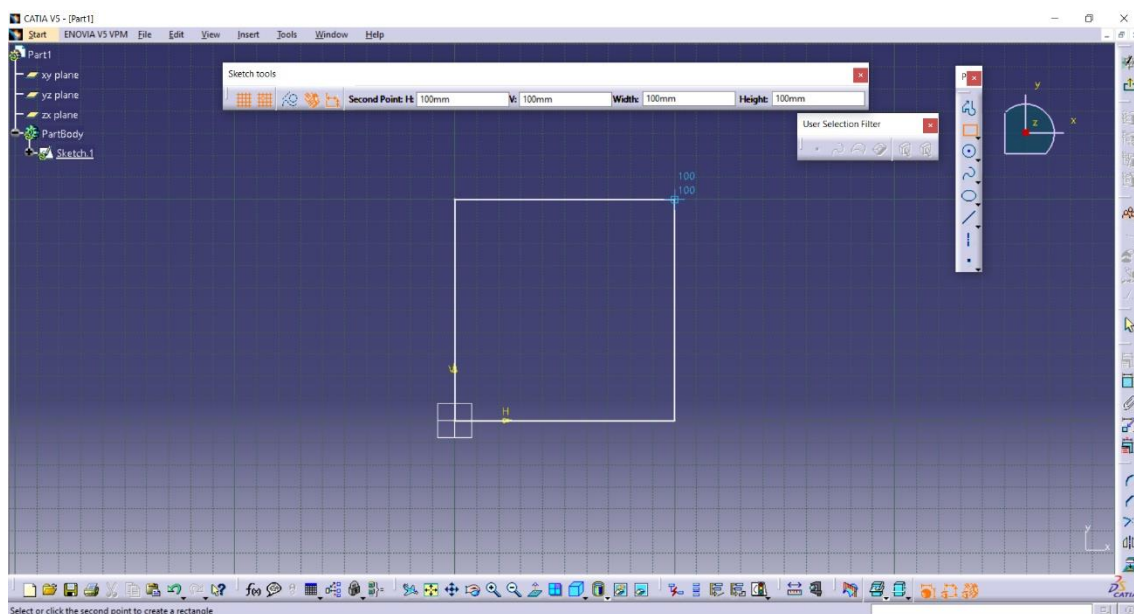 CATIA V5 - [Part1]
Start ENOVIA V5 VPM File Edit View Insert Tools Window Help
Part1
xy plane
yz plane
zx plane
PartBody
Sketch.1
Sketch tools
Second Point: H: 100mm V: 100mm Width: 100mm Height: 100mm
User Selection Filter
P
y
x
z
100
100
V
H
y
x
f(x)
CATIA
Select or click the second point to create a rectangle